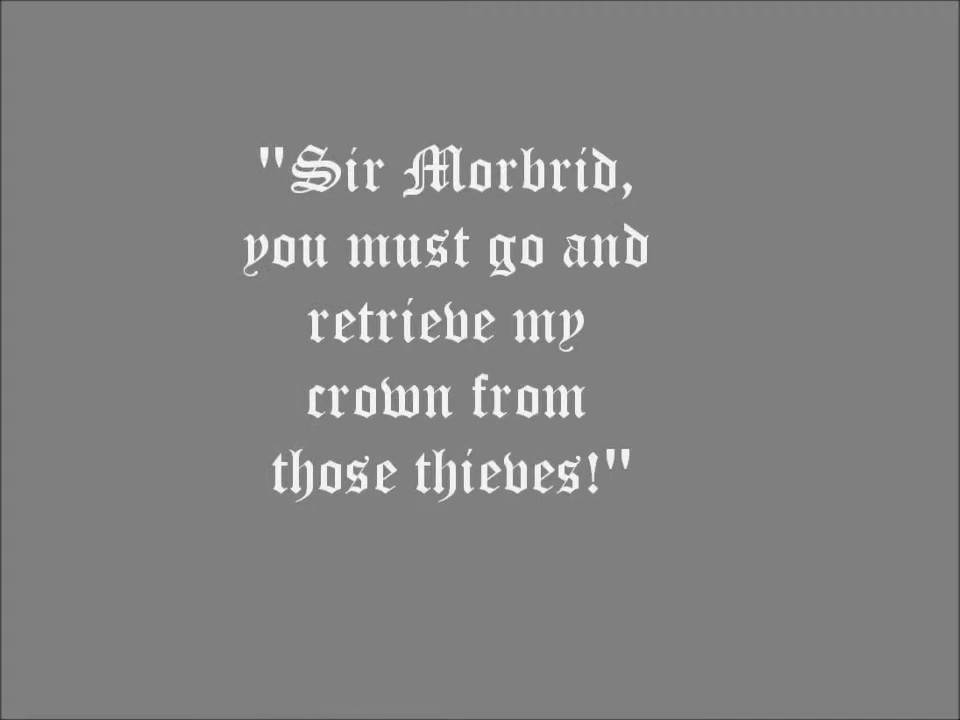 "Sir Morbrid,
you must go and
retrieve my
crown from
those thieves!"